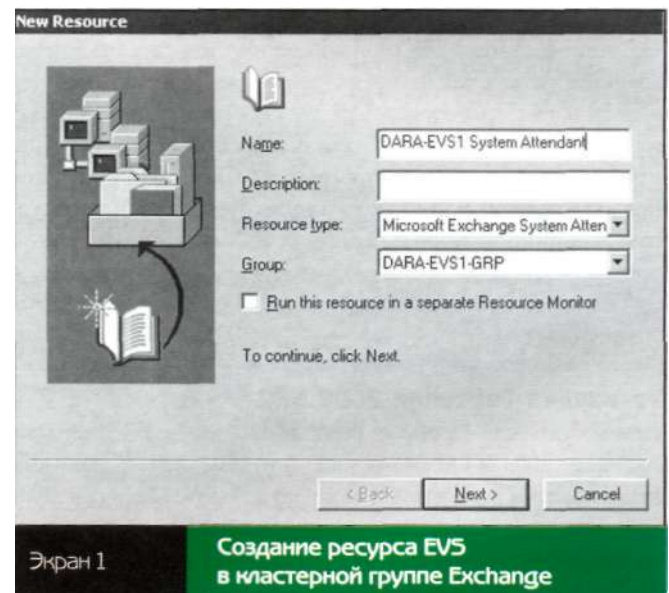 New Resource
Name: DARA-EVS1 System Attendant
Description:
Resource type: Microsoft Exchange System Atten
Group: DARA-EVS1-GRP
Run this resource in a separate Resource Monitor
To continue, click Next.
< Back Next > Cancel
Экран 1
Создание ресурса EVS
в кластерной группе Exchange